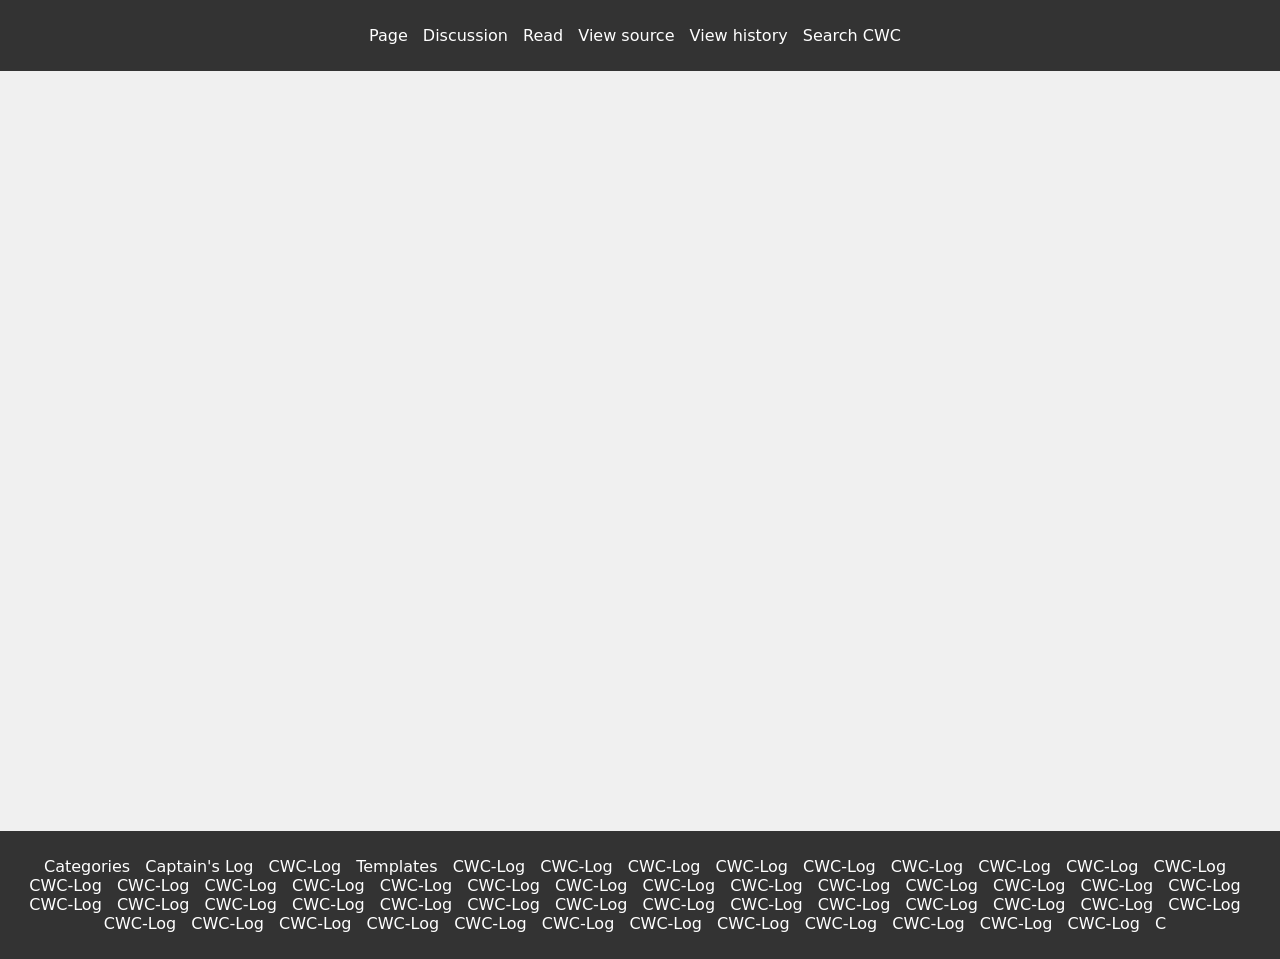 Page Discussion Read View source View history Search CWC
Categories Captain's Log CWC-Log Templates CWC-Log CWC-Log CWC-Log CWC-Log CWC-Log CWC-Log CWC-Log CWC-Log CWC-Log
CWC-Log CWC-Log CWC-Log CWC-Log CWC-Log CWC-Log CWC-Log CWC-Log CWC-Log CWC-Log CWC-Log CWC-Log CWC-Log CWC-Log
CWC-Log CWC-Log CWC-Log CWC-Log CWC-Log CWC-Log CWC-Log CWC-Log CWC-Log CWC-Log CWC-Log CWC-Log CWC-Log CWC-Log
CWC-Log CWC-Log CWC-Log CWC-Log CWC-Log CWC-Log CWC-Log CWC-Log CWC-Log CWC-Log CWC-Log CWC-Log C